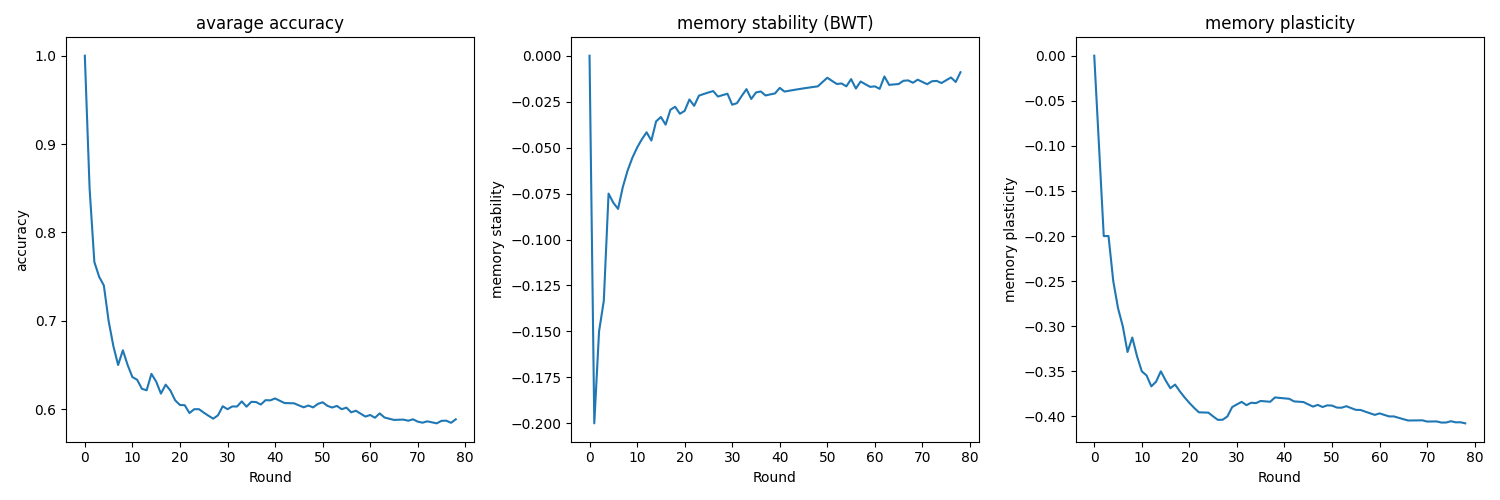 avarage accuracy
accuracy
1.0
0.9
0.8
0.7
0.6
0 10 20 30 40 50 60 70 80
Round
memory stability (BWT)
memory stability
0.000
−0.025
−0.050
−0.075
−0.100
−0.125
−0.150
−0.175
−0.200
0 10 20 30 40 50 60 70 80
Round
memory plasticity
memory plasticity
0.00
−0.05
−0.10
−0.15
−0.20
−0.25
−0.30
−0.35
−0.40
0 10 20 30 40 50 60 70 80
Round